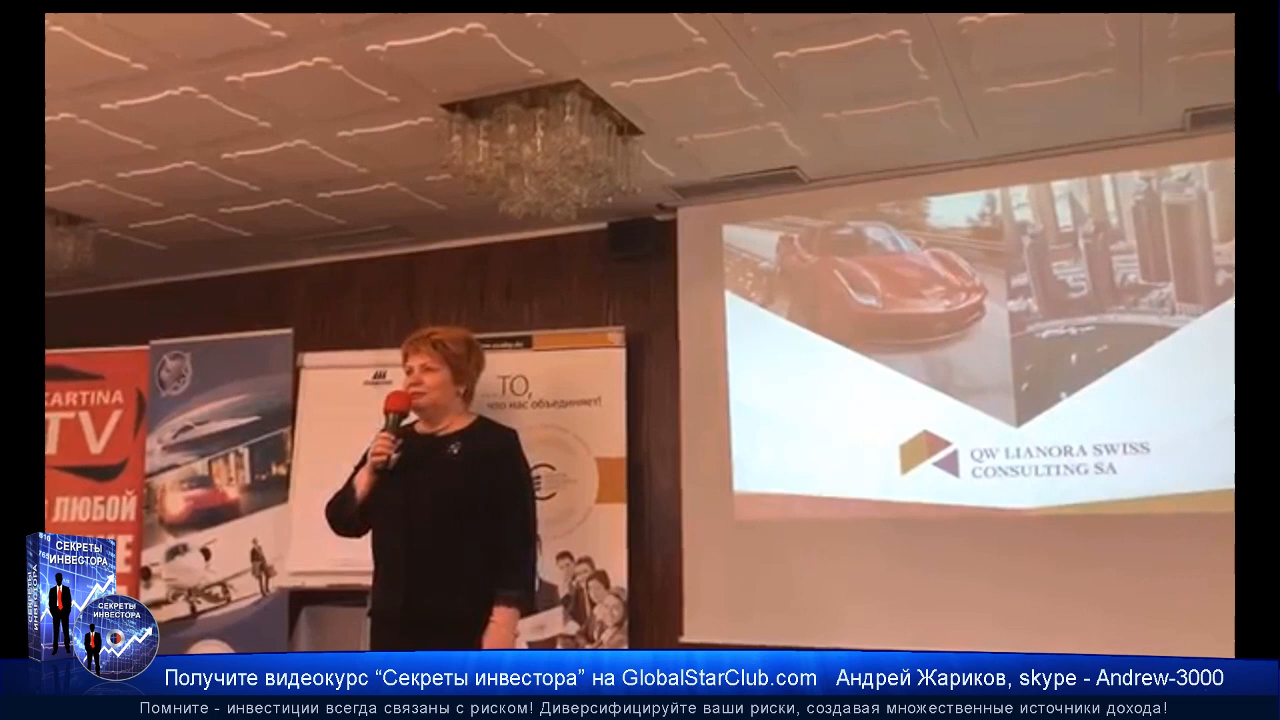 KARTINA
TV
ЛЮБОЙ
ТО,
что нас объединяет!
QW LIANORA SWISS
CONSULTING SA
СЕКРЕТЫ
ИНВЕСТОРА
СЕКРЕТЫ
ИНВЕСТОРА
СЕКРЕТЫ
ИНВЕСТОРА
Получите видеокурс “Секреты инвестора” на GlobalStarClub.com Андрей Жариков, skype - Andrew-3000
Помните - инвестиции всегда связаны с риском! Диверсифицируйте ваши риски, создавая множественные источники дохода!